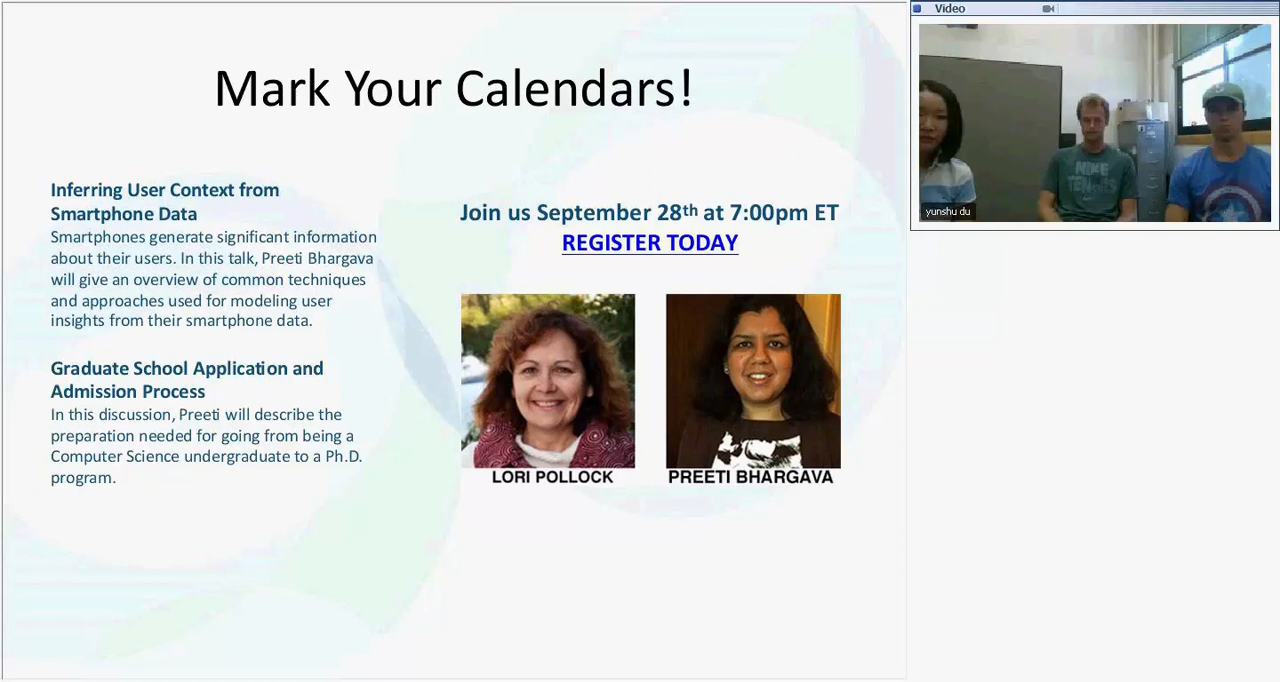 Mark Your Calendars!
Inferring User Context from
Smartphone Data
Smartphones generate significant information
about their users. In this talk, Preeti Bhargava
will give an overview of common techniques
and approaches used for modeling user
insights from their smartphone data.
Graduate School Application and
Admission Process
In this discussion, Preeti will describe the
preparation needed for going from being a
Computer Science undergraduate to a Ph.D.
program.
Join us September 28th at 7:00pm ET
REGISTER TODAY
LORI POLLOCK
PREETI BHARGAVA
Video
NIKE
TENNIS
yunshu du